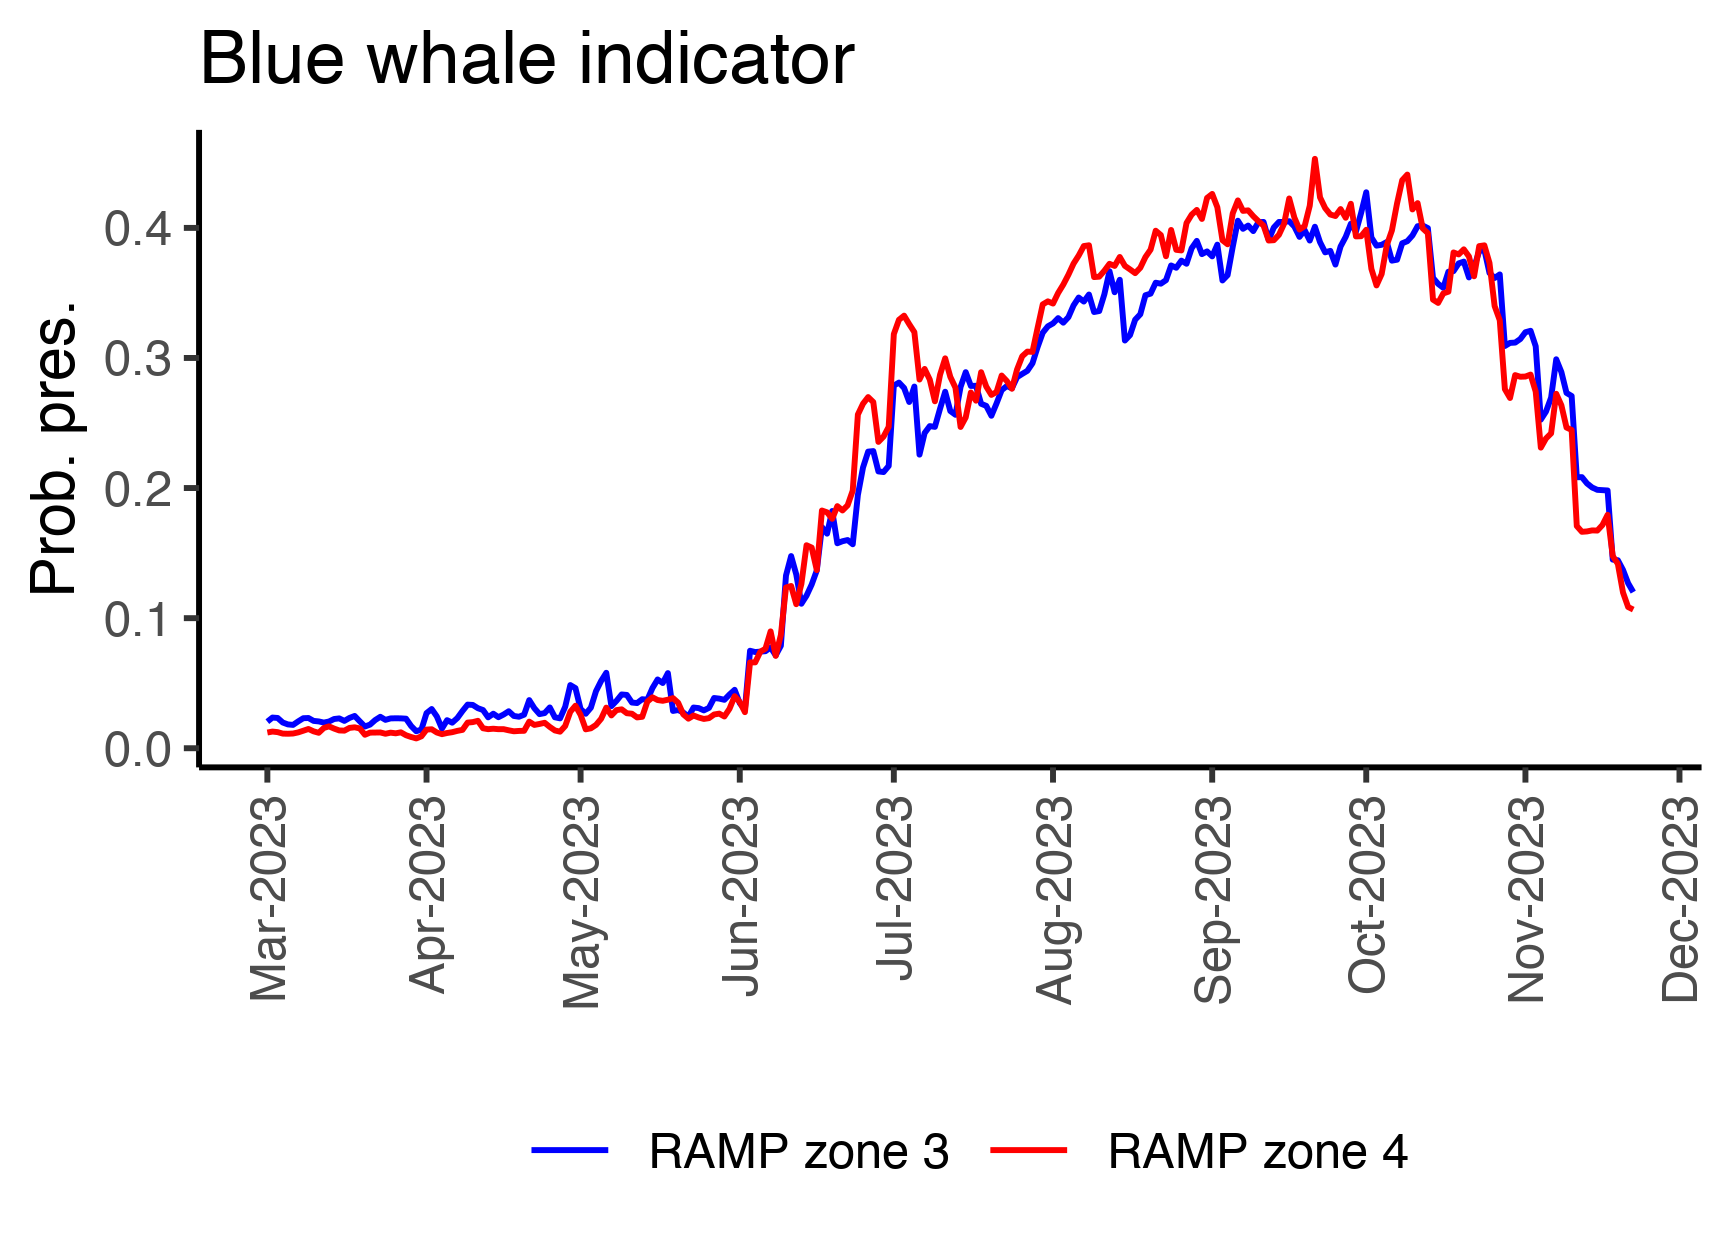 Blue whale indicator
Prob. pres.
0.4
0.3
0.2
0.1
0.0
Mar-2023
Apr-2023
May-2023
Jun-2023
Jul-2023
Aug-2023
Sep-2023
Oct-2023
Nov-2023
Dec-2023
RAMP zone 3
RAMP zone 4